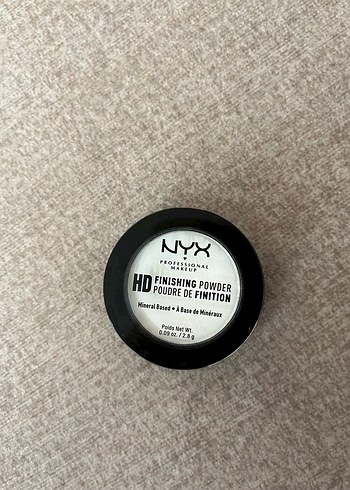 NYX
PROFESSIONAL
MAKEUP
HD FINISHING POWDER
POUDRE DE FINITION
Mineral Based • À Base de Minéraux
Poids Net Wt.
0.09 oz. / 2.8 g